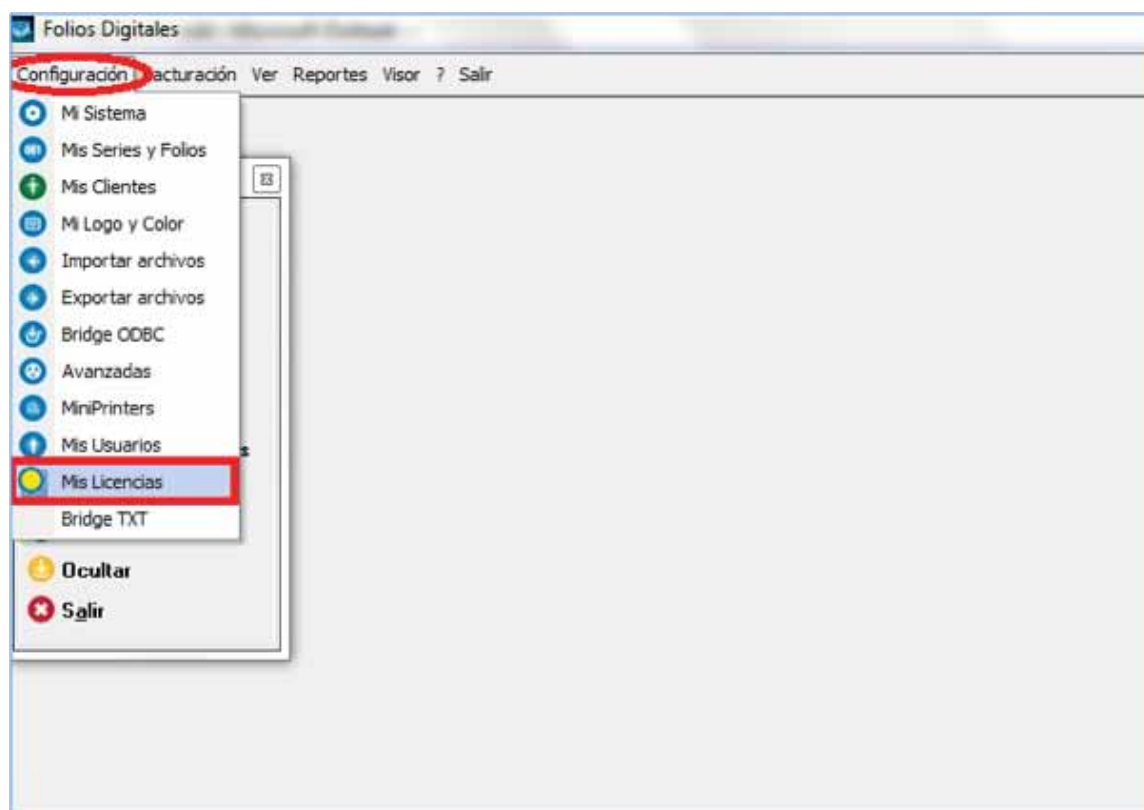 Folios Digitales
Configuración Facturación Ver Reportes Visor ? Salir
Mi Sistema
Mis Series y Folios
Mis Clientes
Mi Logo y Color
Importar archivos
Exportar archivos
Bridge ODBC
Avanzadas
MiniPrinters
Mis Usuarios
Mis Licencias
Bridge TXT
Ocultar
Salir